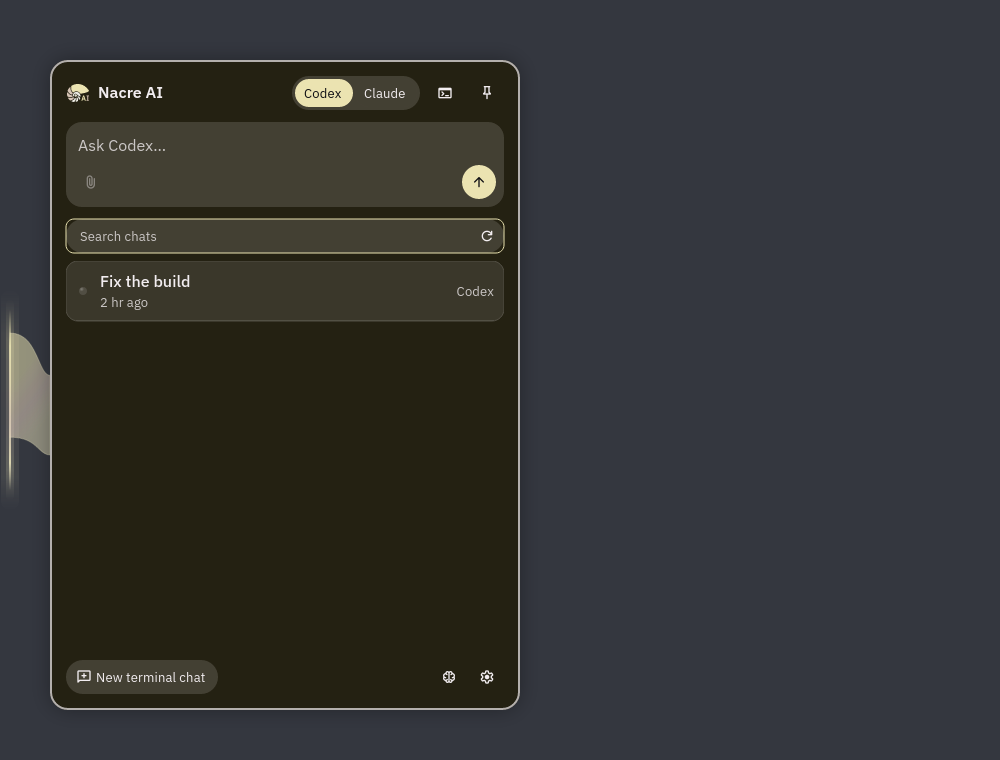 Nacre AI
Codex
Claude
Ask Codex...
Search chats
Fix the build
2 hr ago
Codex
New terminal chat